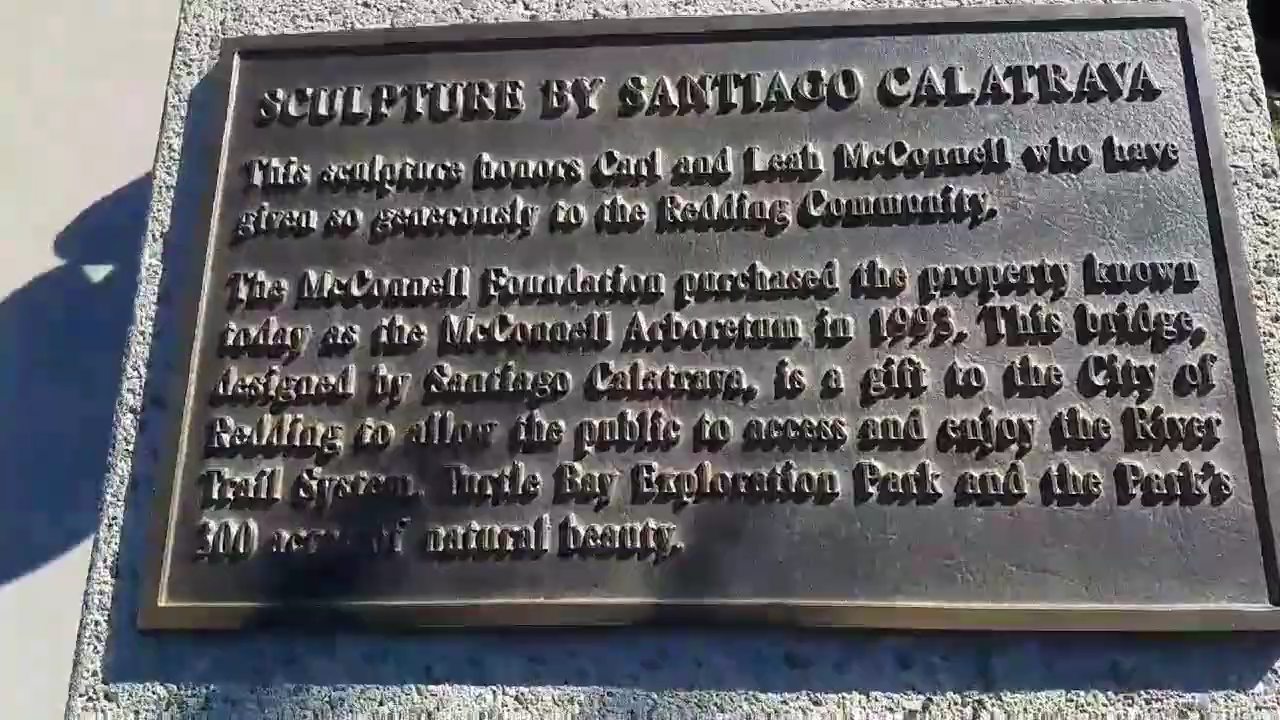 SCULPTURE BY SANTIAGO CALATRAVA
This sculpture honors Carl and Leah McConnell who have
given so generously to the Redding Community.
The McConnell Foundation purchased the property known
today as the McConnell Arboretum in 1993. This bridge,
designed by Santiago Calatrava, is a gift to the City of
Redding to allow the public to access and enjoy the River
Trail System, Turtle Bay Exploration Park and the Park's
300 acres of natural beauty.